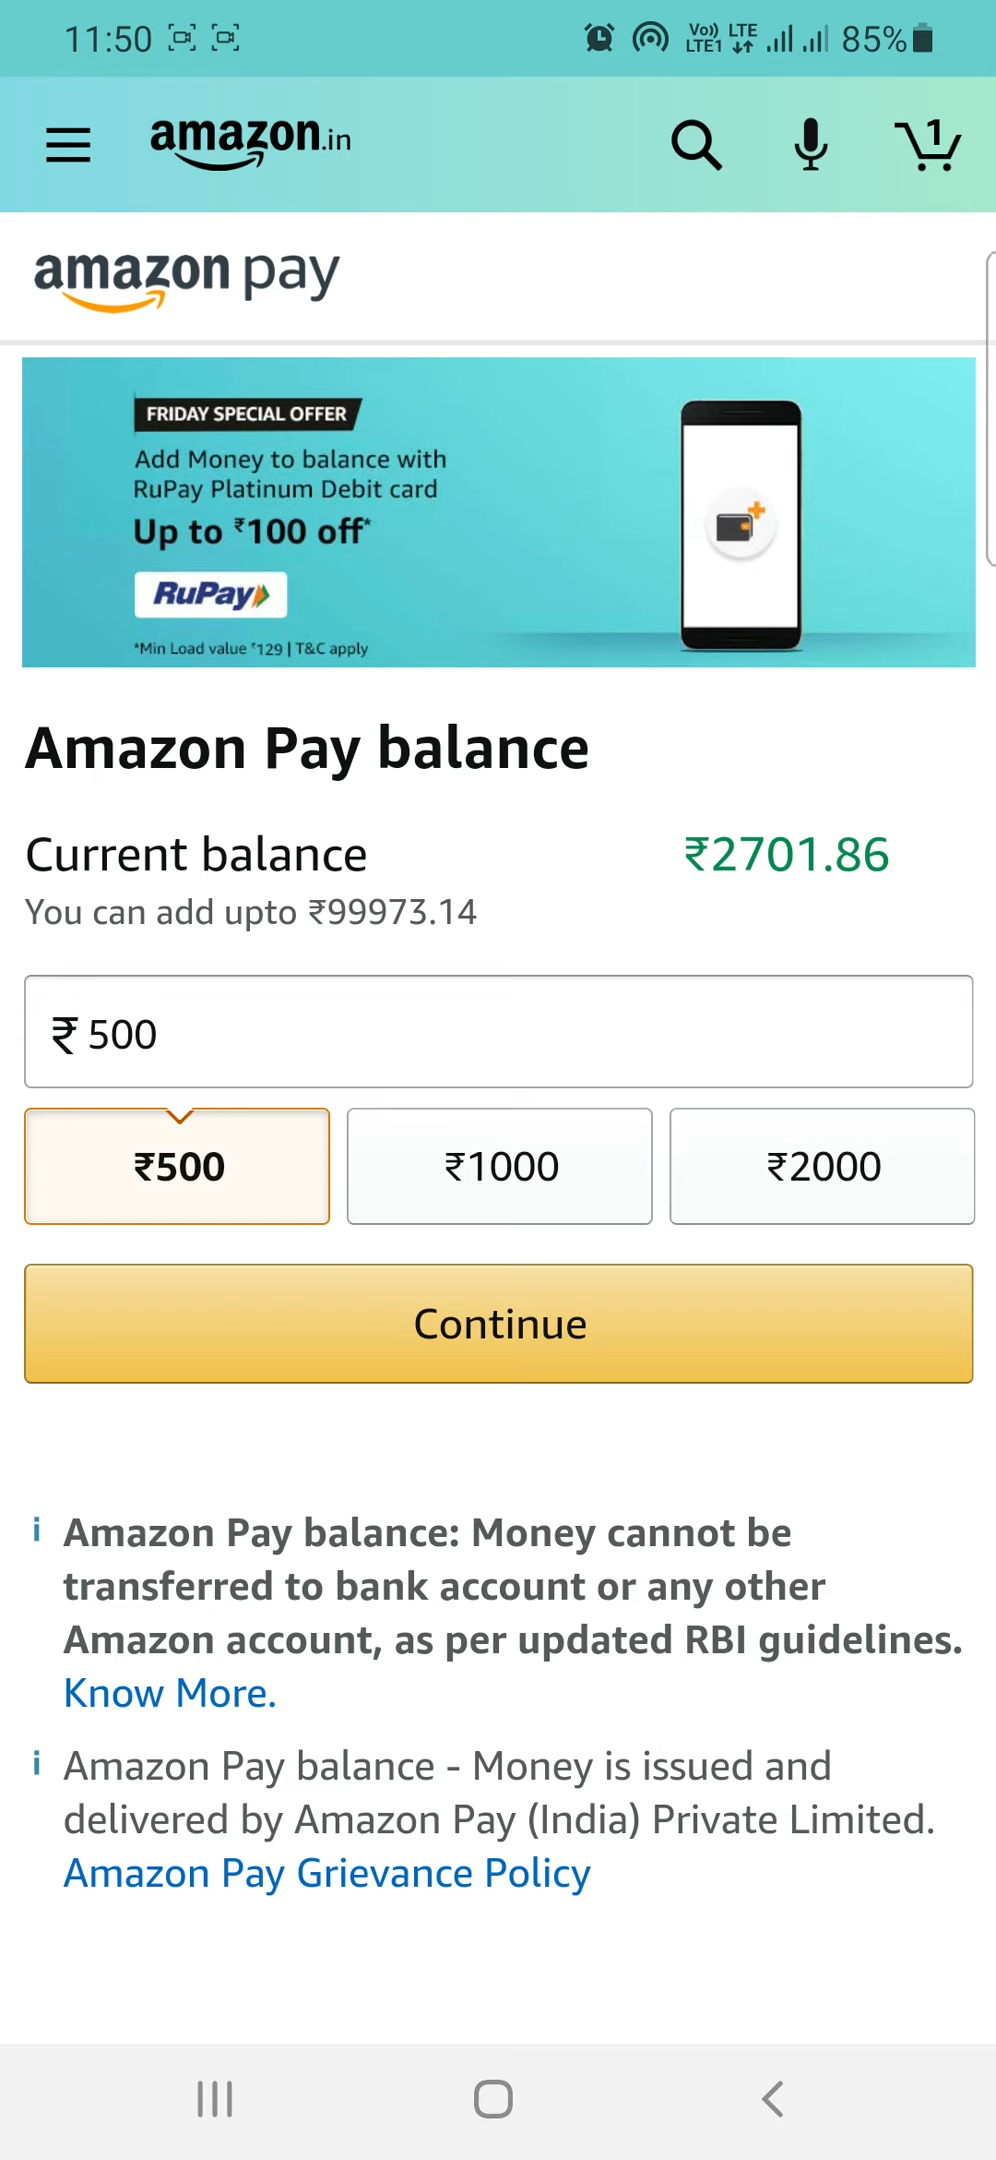 11:50
Vo)) LTE
LTE1
85%
amazon.in
1
amazon pay
FRIDAY SPECIAL OFFER
Add Money to balance with
RuPay Platinum Debit card
Up to ₹100 off*
RuPay
*Min Load value ₹129 | T&C apply
Amazon Pay balance
Current balance ₹2701.86
You can add upto ₹99973.14
₹ 500
₹500 ₹1000 ₹2000
Continue
i Amazon Pay balance: Money cannot be
transferred to bank account or any other
Amazon account, as per updated RBI guidelines.
Know More.
i Amazon Pay balance - Money is issued and
delivered by Amazon Pay (India) Private Limited.
Amazon Pay Grievance Policy